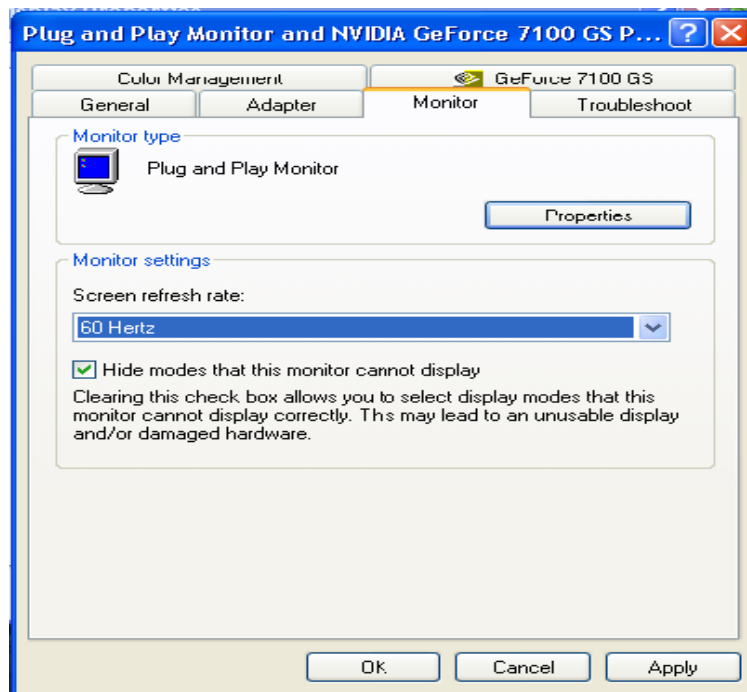 Plug and Play Monitor and NVIDIA GeForce 7100 GS P... ?
Color Management GeForce 7100 GS
General Adapter Monitor Troubleshoot
Monitor type
Plug and Play Monitor
Properties
Monitor settings
Screen refresh rate:
60 Hertz
Hide modes that this monitor cannot display
Clearing this check box allows you to select display modes that this
monitor cannot display correctly. Ths may lead to an unusable display
and/or damaged hardware.
OK Cancel Apply